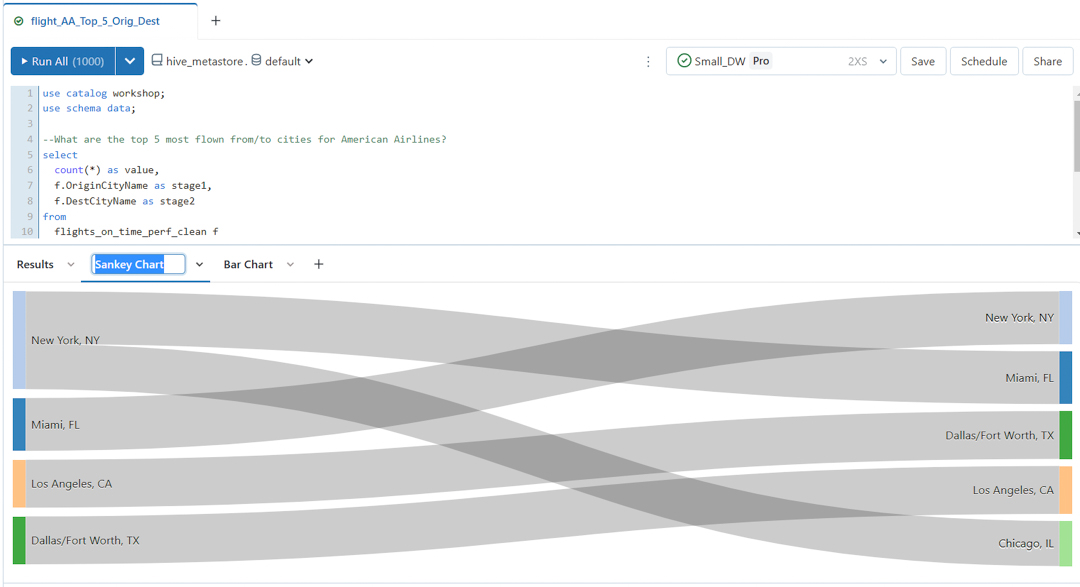 flight_AA_Top_5_Orig_Dest +
Run All (1000) hive_metastore. default Small_DW Pro 2XS Save Schedule Share
1 use catalog workshop;
2 use schema data;
3
4 --What are the top 5 most flown from/to cities for American Airlines?
5 select
6 count(*) as value,
7 f.OriginCityName as stage1,
8 f.DestCityName as stage2
9 from
10 flights_on_time_perf_clean f
Results Sankey Chart Bar Chart +
New York, NY
Miami, FL
Los Angeles, CA
Dallas/Fort Worth, TX
New York, NY
Miami, FL
Dallas/Fort Worth, TX
Los Angeles, CA
Chicago, IL